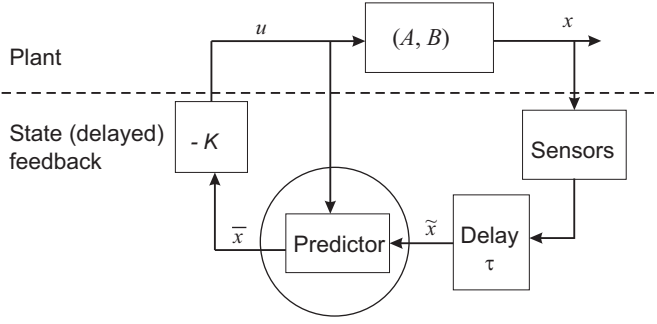 u
(A, B)
x
Plant
State (delayed)
feedback
- K
Sensors
x̅
Predictor
x̃
Delay
τ